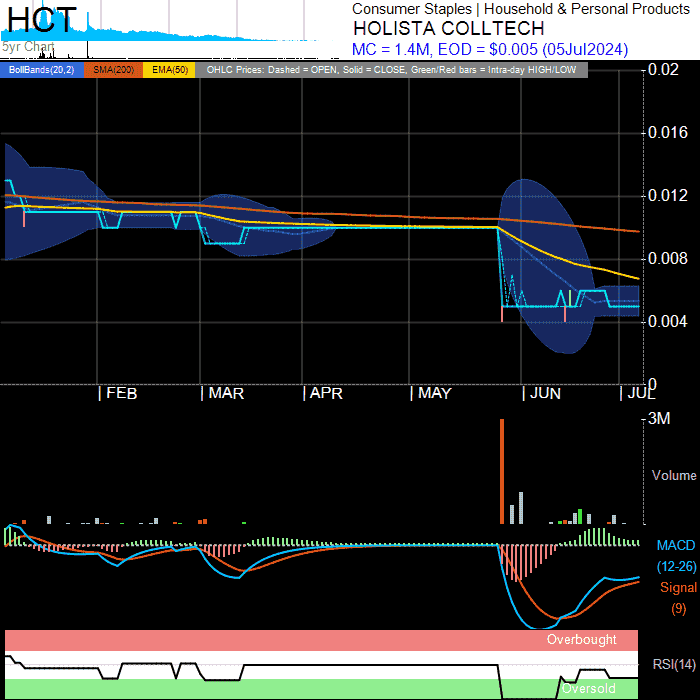 HCT
5yr Chart
Consumer Staples | Household & Personal Products
HOLISTA COLLTECH
MC = 1.4M, EOD = $0.005 (05Jul2024)
BollBands(20,2) SMA(200) EMA(50) OHLC Prices: Dashed = OPEN, Solid = CLOSE, Green/Red bars = Intra-day HIGH/LOW
0.02
0.016
0.012
0.008
0.004
0
| FEB | MAR | APR | MAY | JUN | JUL
3M
Volume
MACD
(12-26)
Signal
(9)
Overbought
RSI(14)
Oversold